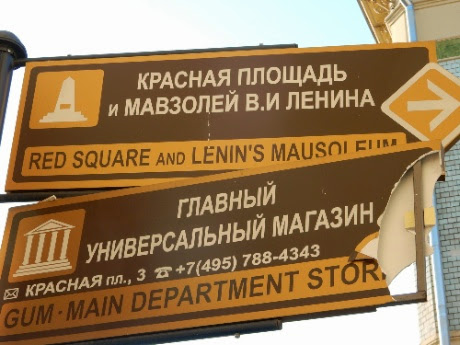 КРАСНАЯ ПЛОЩАДЬ
и МАВЗОЛЕЙ В.И ЛЕНИНА
RED SQUARE AND LENIN'S MAUSOLEUM
ГЛАВНЫЙ
УНИВЕРСАЛЬНЫЙ МАГАЗИН
КРАСНАЯ пл., 3 ☎ +7(495) 788-4343
GUM · MAIN DEPARTMENT STORE